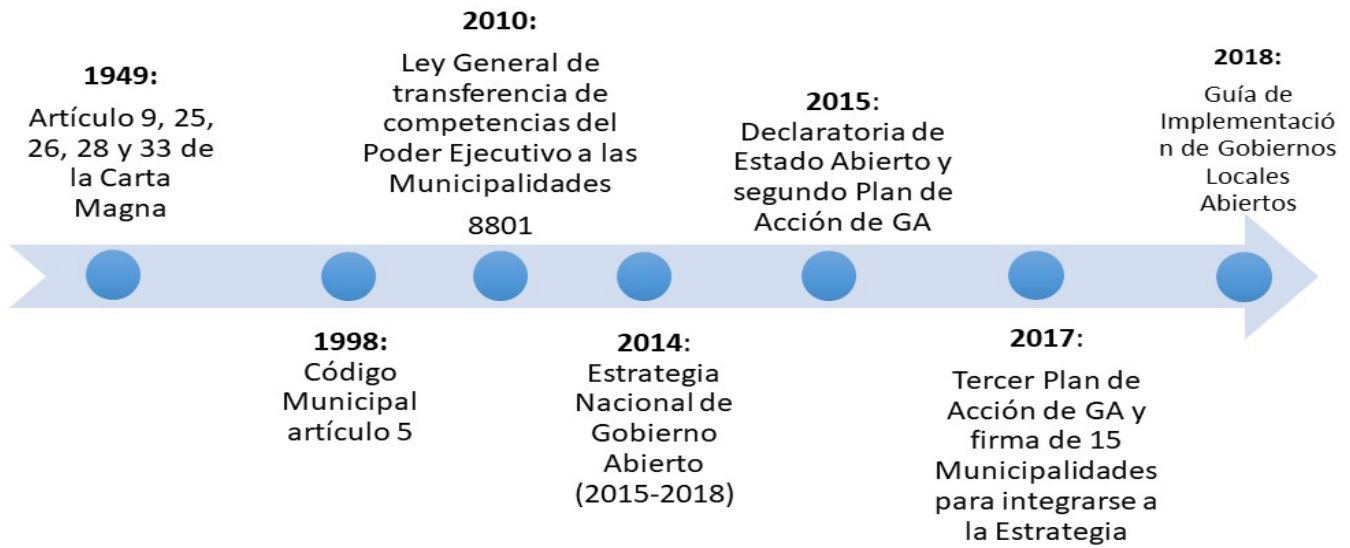 1949:
Artículo 9, 25,
26, 28 y 33 de
la Carta
Magna
1998:
Código
Municipal
artículo 5
2010:
Ley General de
transferencia de
competencias del
Poder Ejecutivo a las
Municipalidades
8801
2014:
Estrategia
Nacional de
Gobierno
Abierto
(2015-2018)
2015:
Declaratoria de
Estado Abierto y
segundo Plan de
Acción de GA
2017:
Tercer Plan de
Acción de GA y
firma de 15
Municipalidades
para integrarse a
la Estrategia
2018:
Guía de
Implementació
n de Gobiernos
Locales
Abiertos